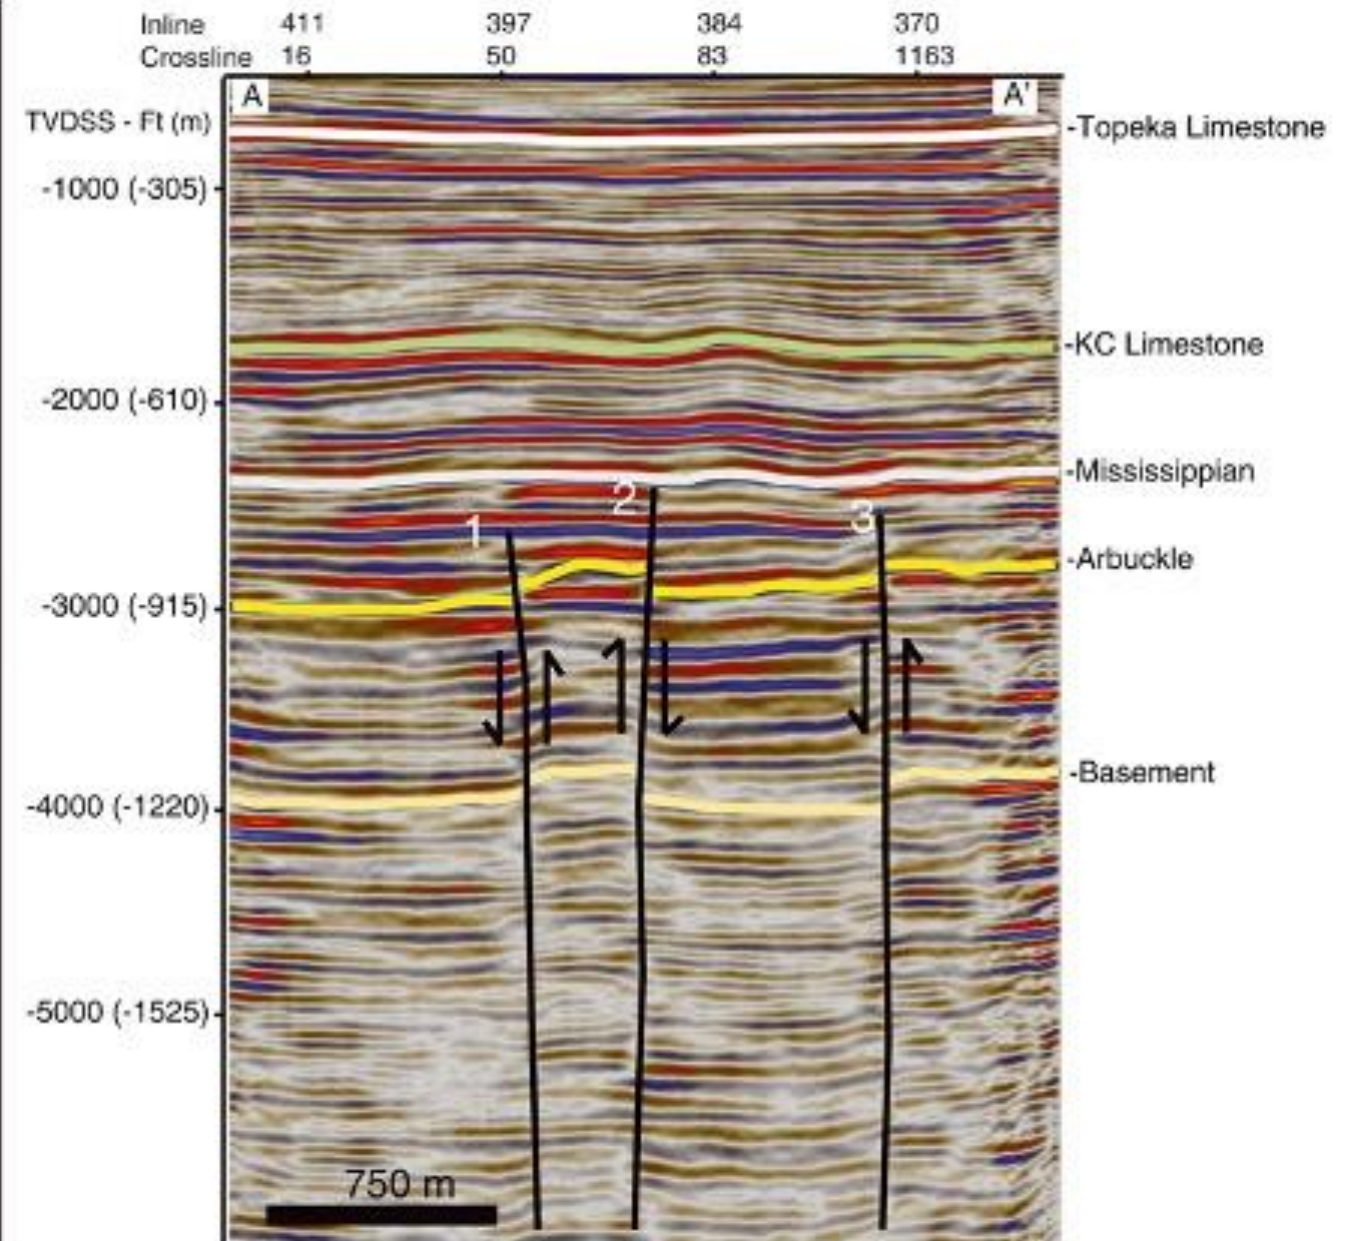 Inline 411 397 384 370
Crossline 16 50 83 1163
A A'
TVDSS - Ft (m)
-Topeka Limestone
-1000 (-305)
-KC Limestone
-2000 (-610)
-Mississippian
2
3
1
-Arbuckle
-3000 (-915)
-Basement
-4000 (-1220)
-5000 (-1525)
750 m